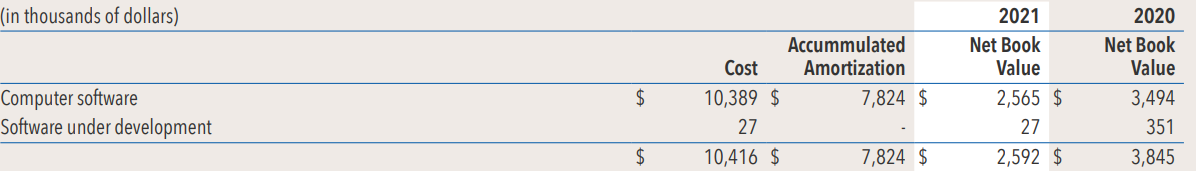 (in thousands of dollars) 2021 2020
Accummulated Net Book Net Book
Cost Amortization Value Value
Computer software $ 10,389 $ 7,824 $ 2,565 $ 3,494
Software under development 27 - 27 351
$ 10,416 $ 7,824 $ 2,592 $ 3,845